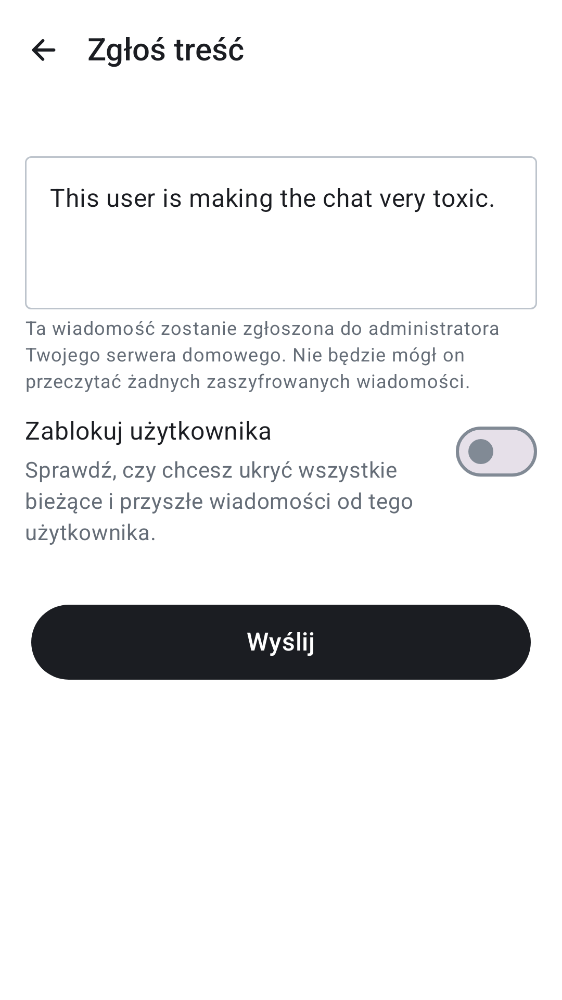 Zgłoś treść
This user is making the chat very toxic.
Ta wiadomość zostanie zgłoszona do administratora
Twojego serwera domowego. Nie będzie mógł on
przeczytać żadnych zaszyfrowanych wiadomości.
Zablokuj użytkownika
Sprawdź, czy chcesz ukryć wszystkie
bieżące i przyszłe wiadomości od tego
użytkownika.
Wyślij